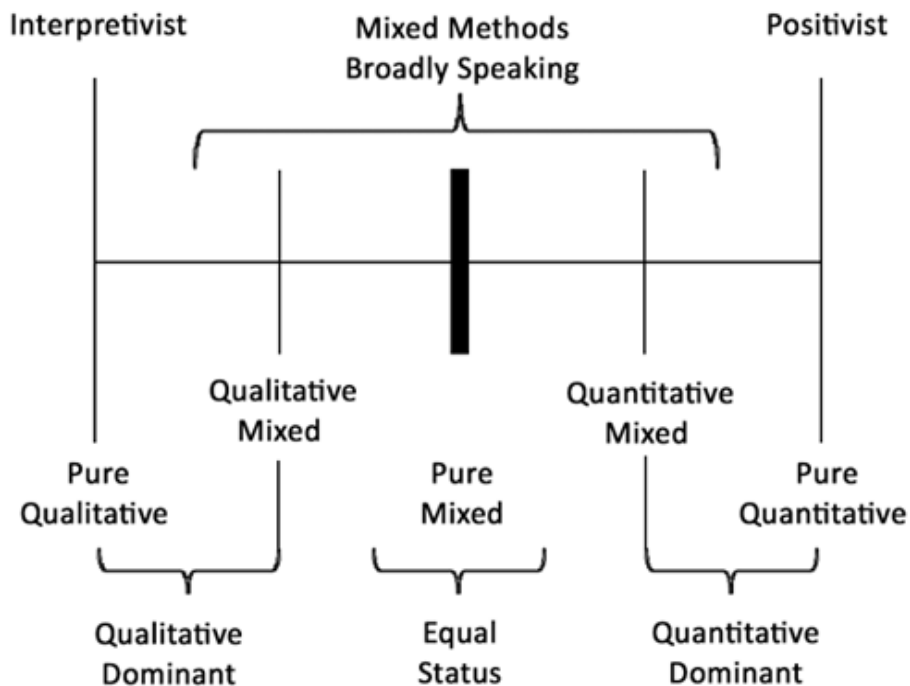 Interpretivist
Mixed Methods
Broadly Speaking
Positivist
Qualitative
Mixed
Quantitative
Mixed
Pure
Qualitative
Pure
Mixed
Pure
Quantitative
Qualitative
Dominant
Equal
Status
Quantitative
Dominant